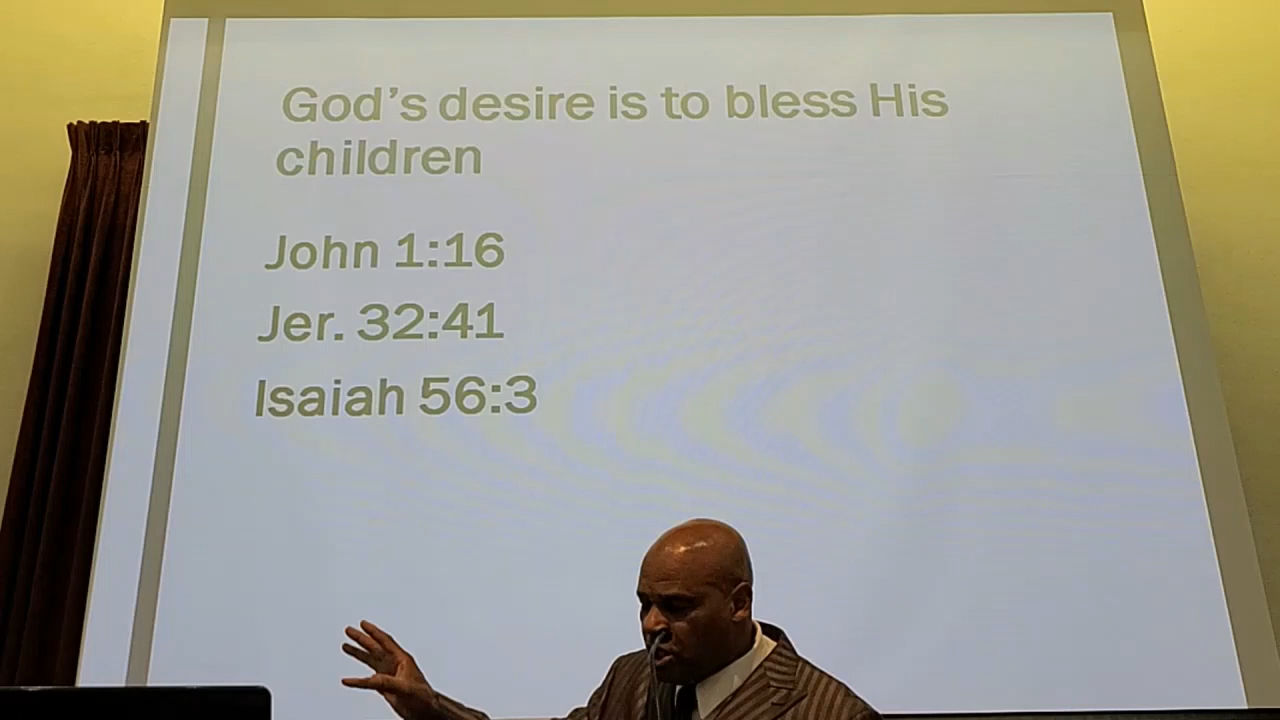 God's desire is to bless His
children
John 1:16
Jer. 32:41
Isaiah 56:3